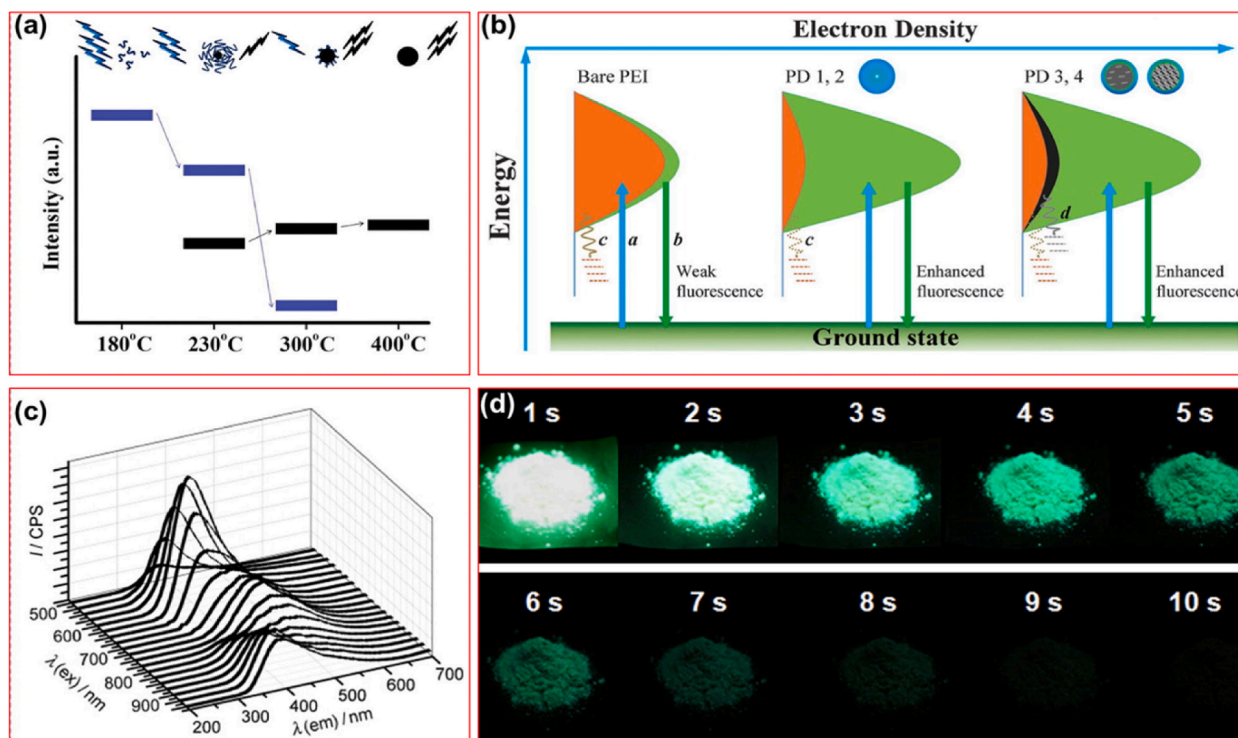 (a)
Intensity (a.u.)
180°C
230°C
300°C
400°C
(b)
Electron Density
Energy
Bare PEI
PD 1, 2
PD 3, 4
c
a
b
Weak
fluorescence
c
Enhanced
fluorescence
d
Enhanced
fluorescence
Ground state
(c)
I / CPS
500
600
700
800
900
λ(ex) / nm
200
300
400
500
600
700
λ(em) / nm
(d)
1 s
2 s
3 s
4 s
5 s
6 s
7 s
8 s
9 s
10 s